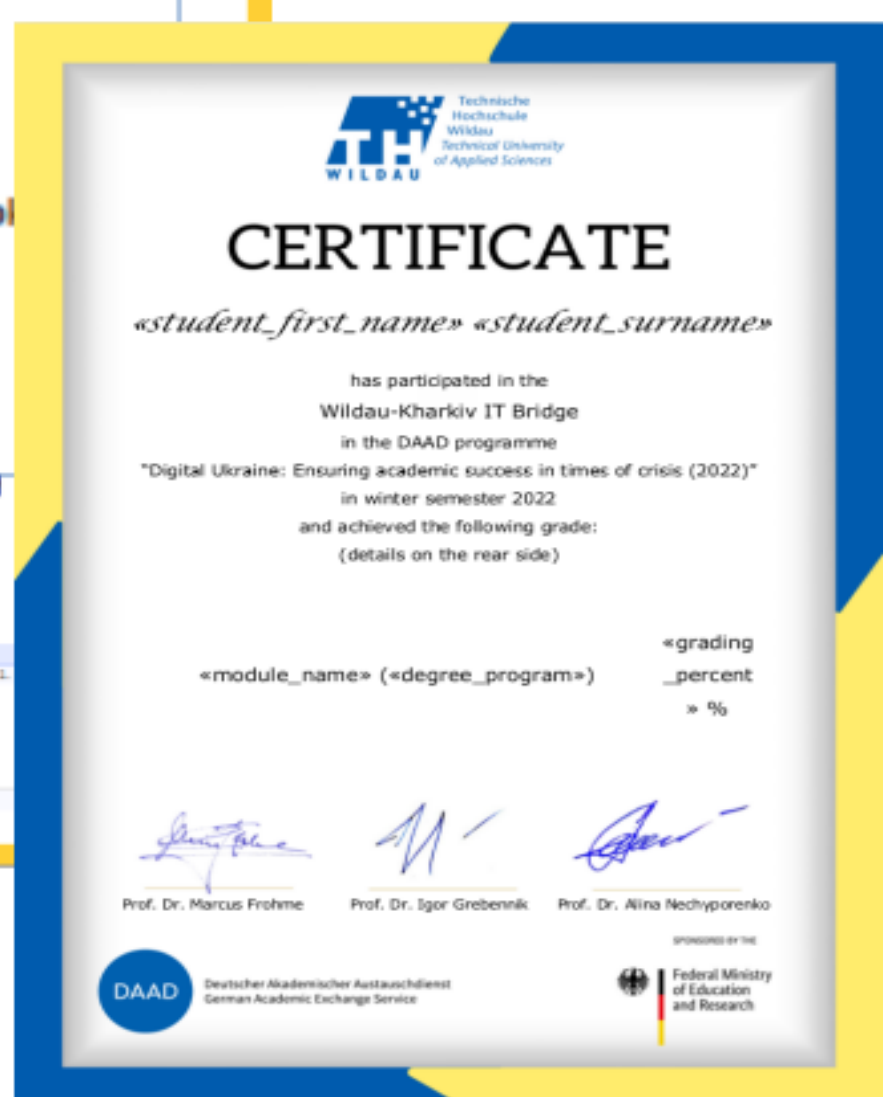 Technische
Hochschule
Wildau
Technical University
of Applied Sciences
TH
WILDAU
CERTIFICATE
«student_first_name» «student_surname»
has participated in the
Wildau-Kharkiv IT Bridge
in the DAAD programme
"Digital Ukraine: Ensuring academic success in times of crisis (2022)"
in winter semester 2022
and achieved the following grade:
(details on the rear side)
«module_name» («degree_program»)
«grading
_percent
» %
Prof. Dr. Marcus Frohme
Prof. Dr. Igor Grebennik
Prof. Dr. Alina Nechyporenko
SPONSORED BY THE
DAAD
Deutscher Akademischer Austauschdienst
German Academic Exchange Service
Federal Ministry
of Education
and Research